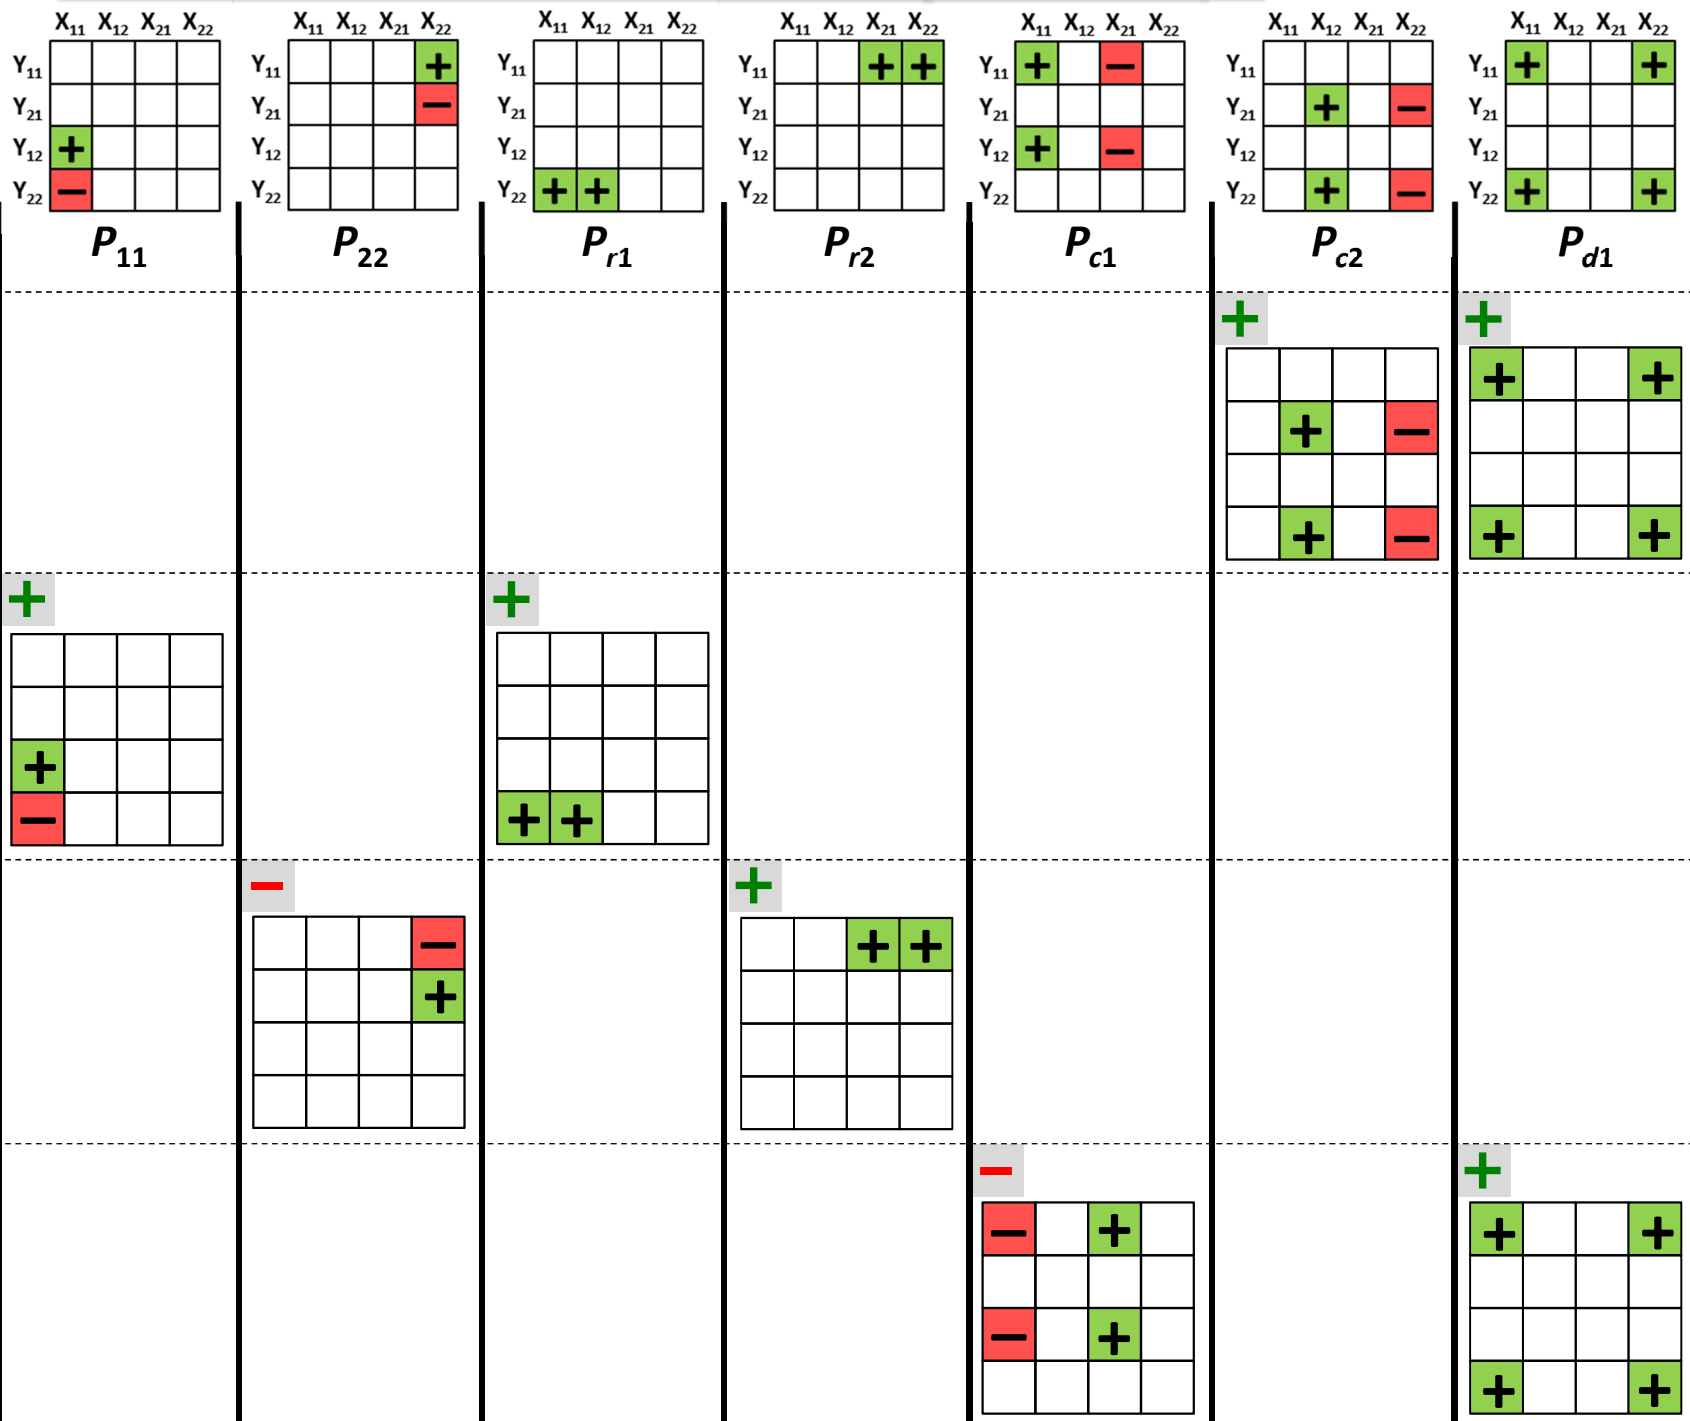 X11 X12 X21 X22 X11 X12 X21 X22 X11 X12 X21 X22 X11 X12 X21 X22 X11 X12 X21 X22 X11 X12 X21 X22 X11 X12 X21 X22
Y11 Y11 + Y11 Y11 + + Y11 + − Y11 Y11 + +
Y21 Y21 − Y21 Y21 Y21 Y21 + − Y21
Y12 + Y12 Y12 Y12 Y12 + − Y12 Y12
Y22 − Y22 Y22 + + Y22 Y22 Y22 + − Y22 + +
P11 P22 Pr1 Pr2 Pc1 Pc2 Pd1
+ +
+ +
+ −
+ − + +
+ +
+
− + +
− +
− + +
+
− +
− + + +
− +
+ +